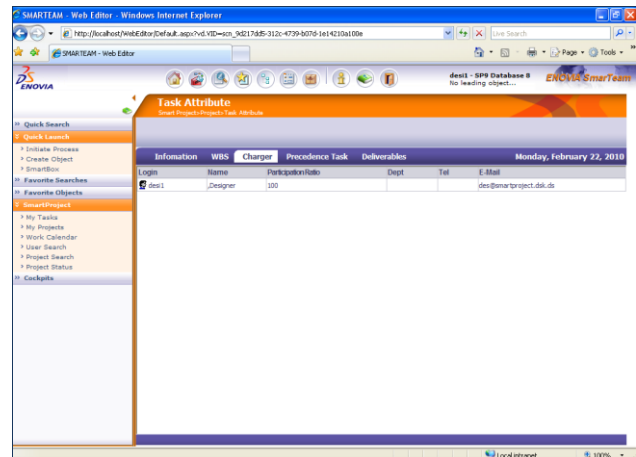 SMARTEAM - Web Editor - Windows Internet Explorer
http://localhost/WebEditor/Default.aspx?vd.VID=scn_9d217dd5-312c-4739-b07d-1e14210a100e
Live Search
SMARTEAM - Web Editor
Page
Tools
ENOVIA
desi1 - SP9 Database 8
No leading object...
ENOVIA SmarTeam
Task Attribute
Smart Project>Project>Task Attribute
Quick Search
Quick Launch
Initiate Process
Create Object
SmartBox
Favorite Searches
Favorite Objects
SmartProject
My Tasks
My Projects
Work Calendar
User Search
Project Search
Project Status
Cockpits
Infomation WBS Charger Precedence Task Deliverables Monday, February 22, 2010
Login Name Participation Ratio Dept Tel E-Mail
desi1 ,Designer 100 des@smartproject.dsk.ds
Local intranet 100%